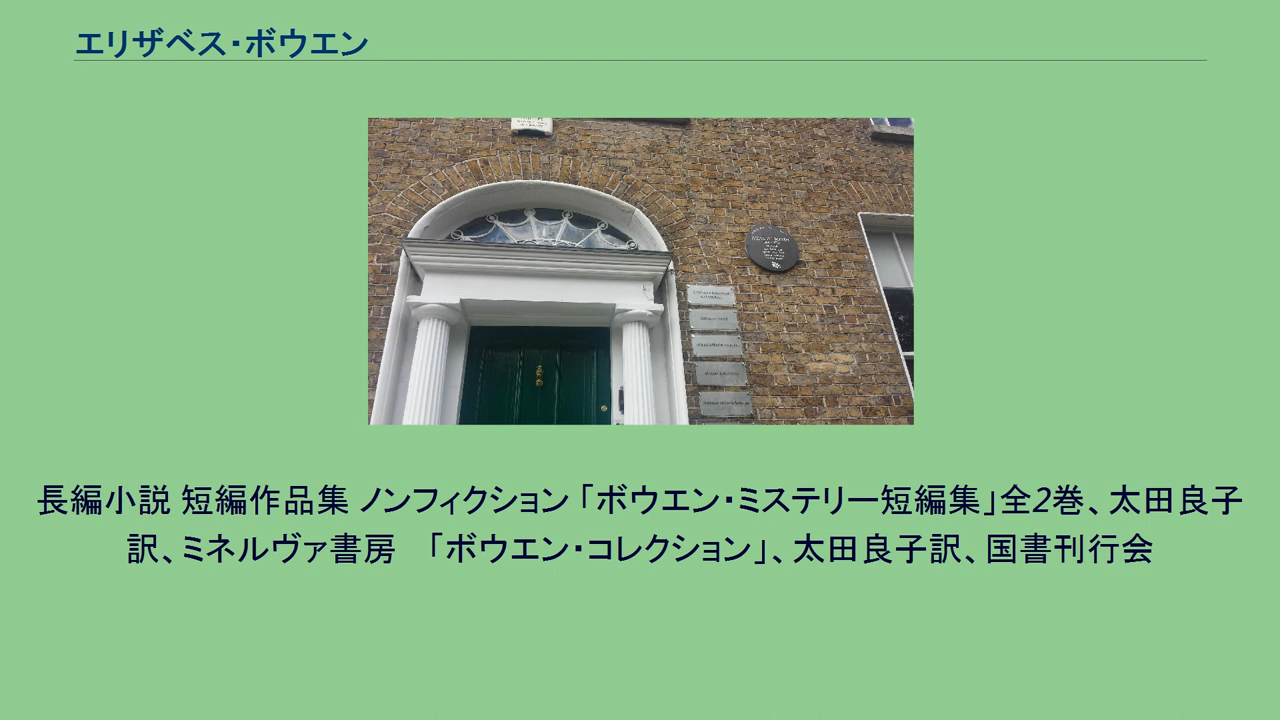 エリザベス・ボウエン
長編小説 短編作品集 ノンフィクション 「ボウエン・ミステリー短編集」全2巻、太田良子
訳、ミネルヴァ書房　「ボウエン・コレクション」、太田良子訳、国書刊行会